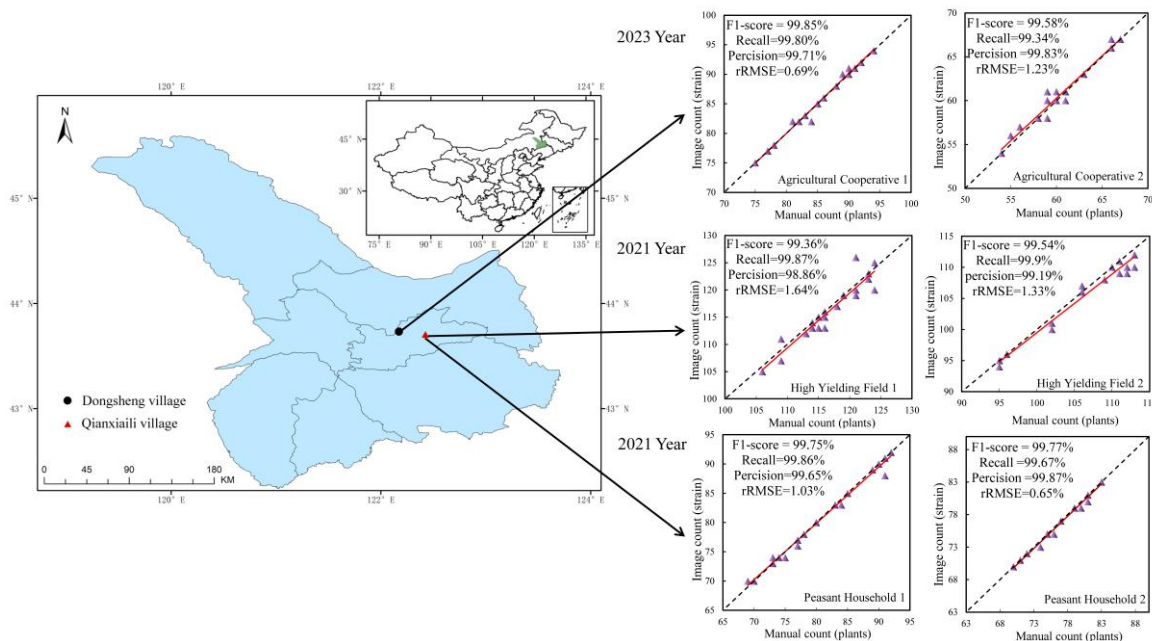 120° E
122° E
124° E
N
45° N
44° N
43° N
45° N
44° N
43° N
45°N
30°N
75°E
90°E
105°E
120°E
135°E
Dongsheng village
Qianxiaili village
0
45
90
180
KM
120° E
122° E
124° E
2023 Year
F1-score = 99.85%
Recall=99.80%
Percision=99.71%
rRMSE=0.69%
Image count (strain)
100
95
90
85
80
75
70
70 75 80 85 90 95 100
Agricultural Cooperative 1
Manual count (plants)
F1-score = 99.58%
Recall=99.34%
Percision=99.83%
rRMSE=1.23%
Image count (strain)
70
65
60
55
50
50 55 60 65 70
Agricultural Cooperative 2
Manual count (plants)
2021 Year
F1-score = 99.36%
Recall=99.87%
Percision=98.86%
rRMSE=1.64%
Image count (strain)
130
125
120
115
110
105
100
100 105 110 115 120 125 130
High Yielding Field 1
Manual count (plants)
F1-score = 99.54%
Recall=99.9%
percision=99.19%
rRMSE=1.33%
Image count (strain)
115
110
105
100
95
90
90 95 100 105 110
High Yielding Field 2
Manual count (plants)
2021 Year
F1-score = 99.75%
Recall=99.86%
Percision=99.65%
rRMSE=1.03%
Image count (strain)
95
90
85
80
75
70
65
65 70 75 80 85 90 95
Peasant Household 1
Manual count (plants)
F1-score = 99.77%
Recall=99.67%
Percision =99.87%
rRMSE=0.65%
Image count (strain)
88
83
78
73
68
63
63 68 73 78 83 88
Peasant Household 2
Manual count (plants)